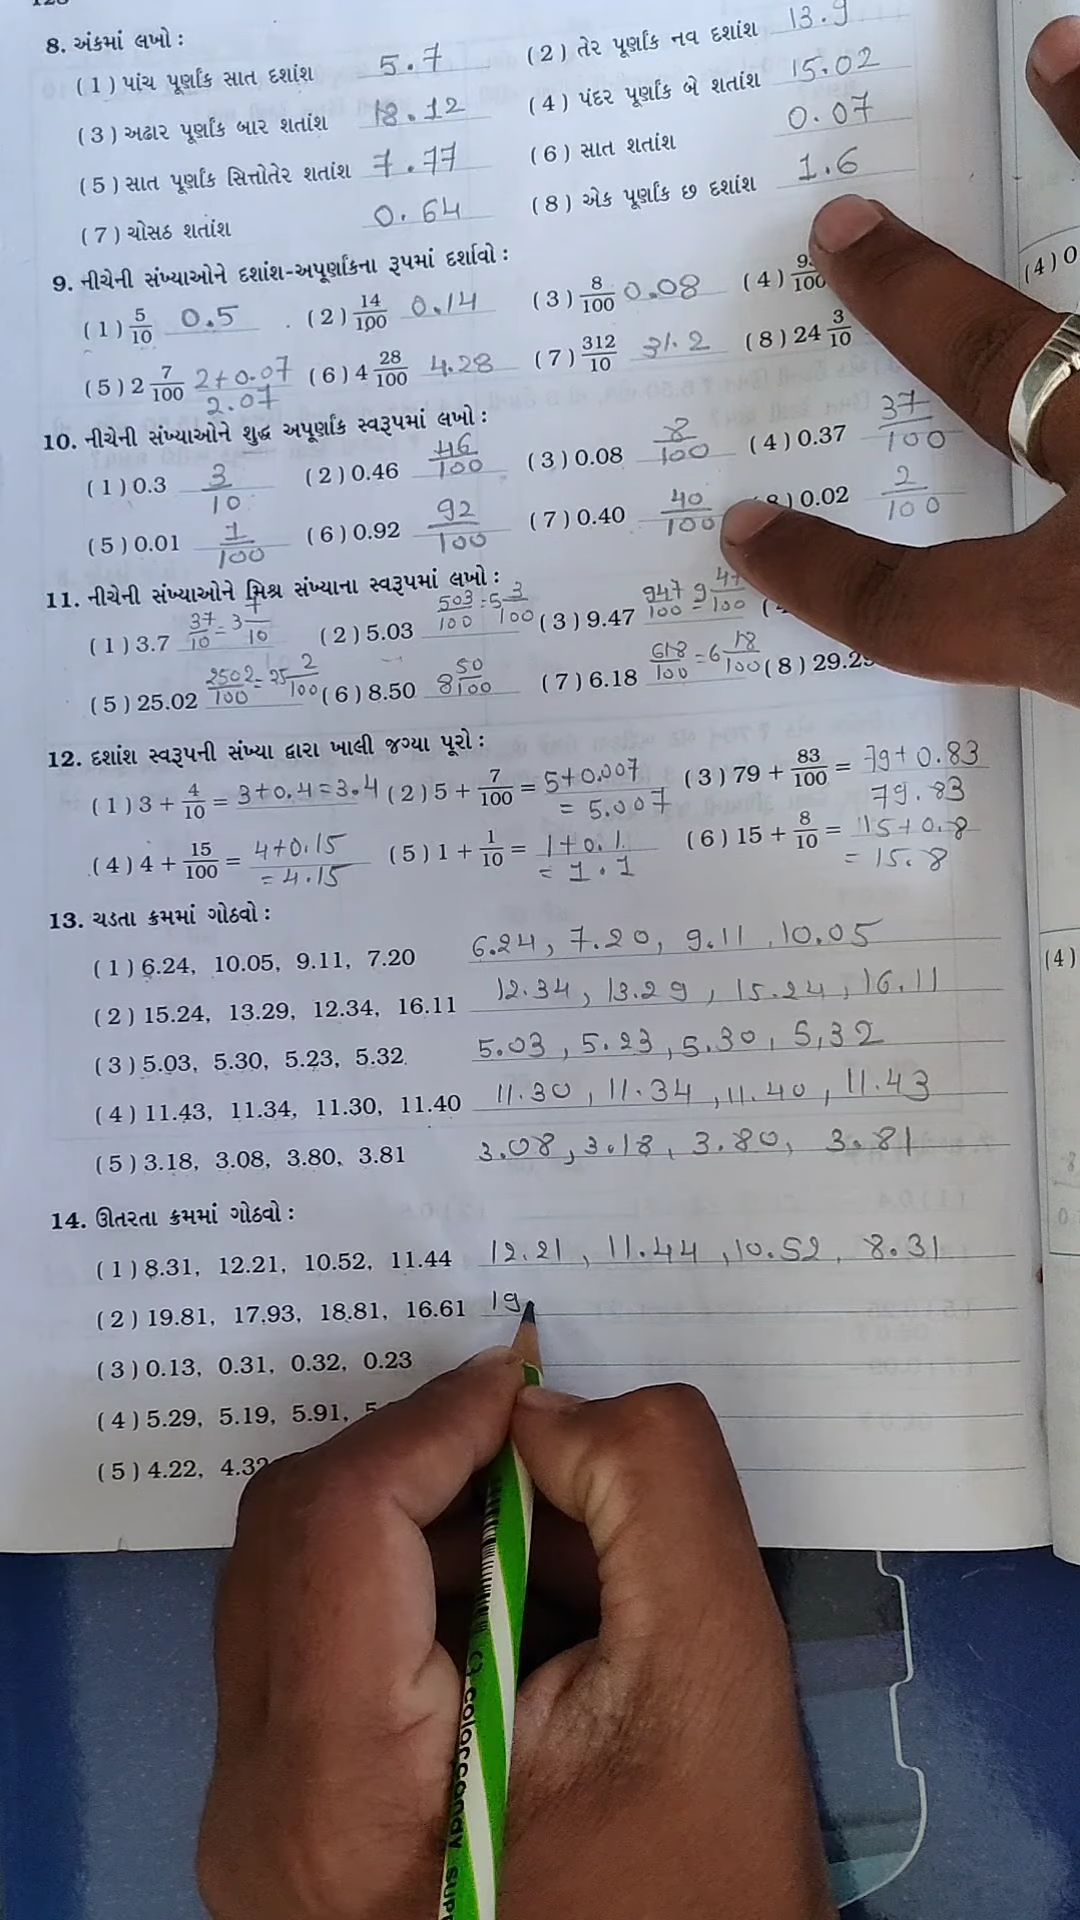 8. અંકમાં લખો :
(1) પાંચ પૂર્ણાંક સાત દશાંશ 5.7 (2) તેર પૂર્ણાંક નવ દશાંશ 13.9
(3) અઢાર પૂર્ણાંક બાર શતાંશ 18.12 (4) પંદર પૂર્ણાંક બે શતાંશ 15.02
(5) સાત પૂર્ણાંક સિત્તોતેર શતાંશ 7.77 (6) સાત શતાંશ 0.07
(7) ચોસઠ શતાંશ 0.64 (8) એક પૂર્ણાંક છ દશાંશ 1.6
9. નીચેની સંખ્યાઓને દશાંશ-અપૂર્ણાંકના રૂપમાં દર્શાવો :
(1) 5/10 0.5 (2) 14/100 0.14 (3) 8/100 0.08 (4)
(5) 2 7/100 2+0.07 (6) 4 28/100 4.28 (7) 312/10 31.2 (8) 24 3/10
2.07
10. નીચેની સંખ્યાઓને શુદ્ધ અપૂર્ણાંક સ્વરૂપમાં લખો :
(1) 0.3 3/10 (2) 0.46 46/100 (3) 0.08 8/100 (4) 0.37 37/100
(5) 0.01 1/100 (6) 0.92 92/100 (7) 0.40 40/100 (8) 0.02 2/100
11. નીચેની સંખ્યાઓને મિશ્ર સંખ્યાના સ્વરૂપમાં લખો :
(1) 3.7 37/10 = 3 7/10 (2) 5.03 503/100 = 5 3/100 (3) 9.47 947/100 = 9 47/100
(5) 25.02 2502/100 = 25 2/100 (6) 8.50 8 50/100 (7) 6.18 618/100 = 6 18/100 (8)
12. દશાંશ સ્વરૂપની સંખ્યા દ્વારા ખાલી જગ્યા પૂરો :
(1) 3 + 4/10 = 3+0.4=3.4 (2) 5 + 7/100 = 5+0.007 (3) 79 + 83/100 = 79+0.83
= 5.007 79.83
(4) 4 + 15/100 = 4+0.15 (5) 1 + 1/10 = 1+0.1 (6) 15 + 8/10 = 15+0.8
= 4.15 = 1.1 = 15.8
13. ચડતા ક્રમમાં ગોઠવો :
(1) 6.24, 10.05, 9.11, 7.20 6.24, 7.20, 9.11, 10.05
(2) 15.24, 13.29, 12.34, 16.11 12.34, 13.29, 15.24, 16.11
(3) 5.03, 5.30, 5.23, 5.32 5.03, 5.23, 5.30, 5,32
(4) 11.43, 11.34, 11.30, 11.40 11.30, 11.34, 11.40, 11.43
(5) 3.18, 3.08, 3.80, 3.81 3.08, 3.18, 3.80, 3.81
14. ઊતરતા ક્રમમાં ગોઠવો :
(1) 8.31, 12.21, 10.52, 11.44 12.21, 11.44, 10.52, 8.31
(2) 19.81, 17.93, 18.81, 16.61 19.
(3) 0.13, 0.31, 0.32, 0.23
(4) 5.29, 5.19, 5.91,
(5) 4.22, 4.32
(4) 0
(4)
colorcandy